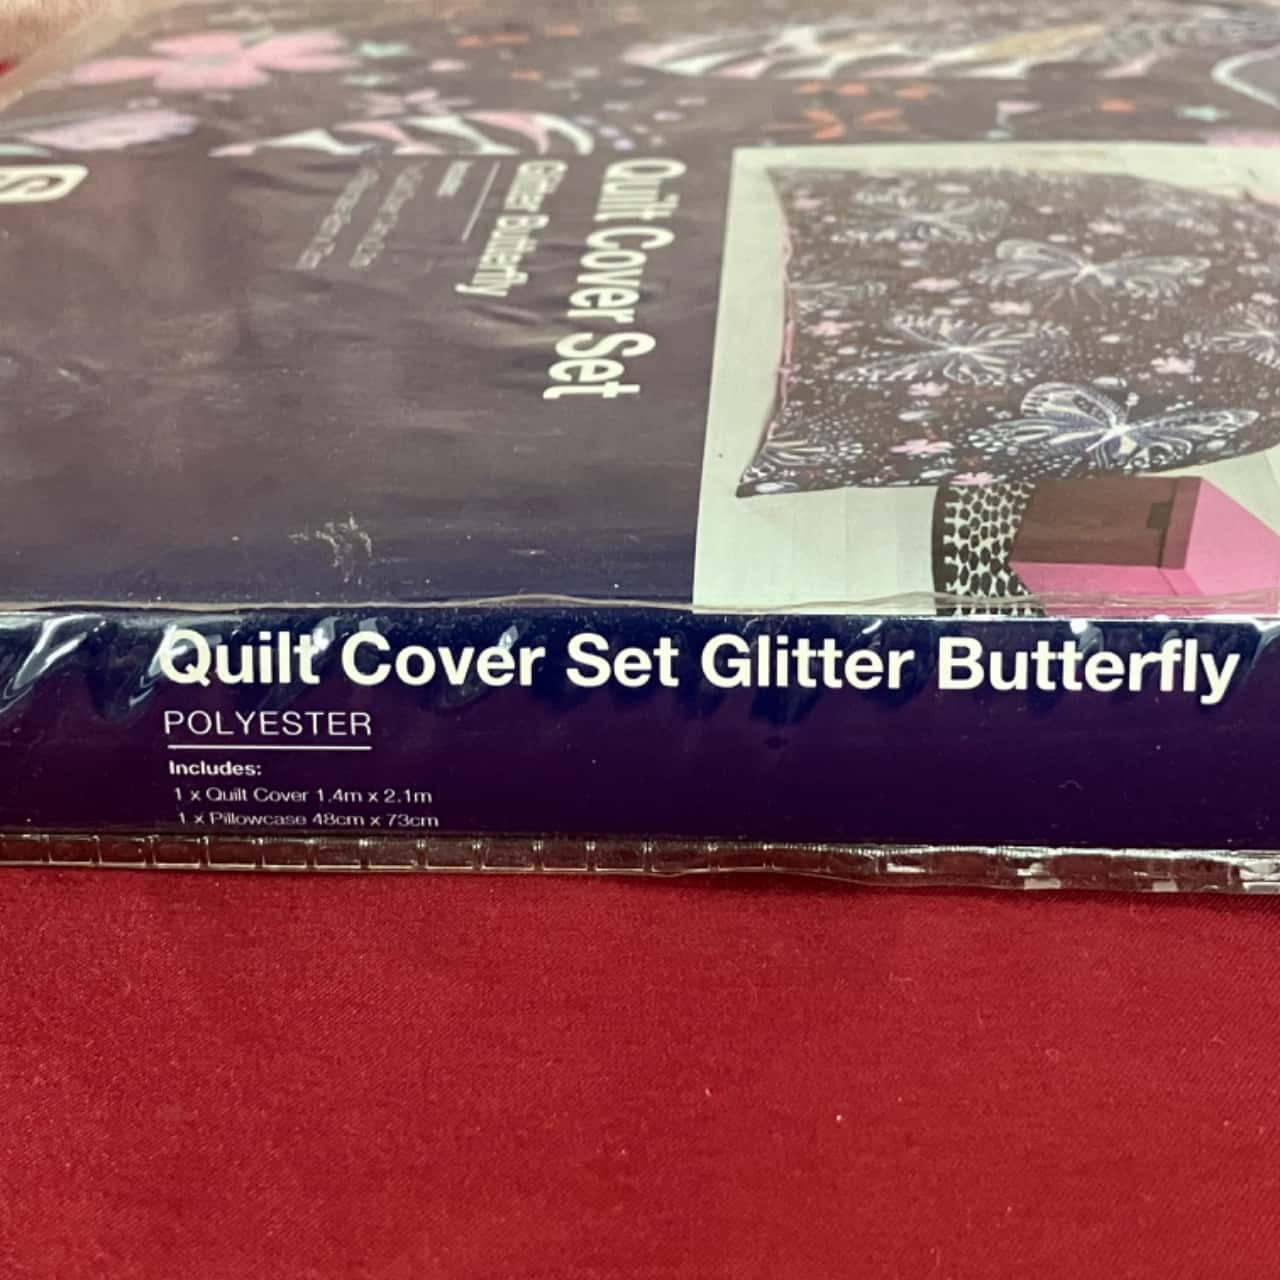 S
Quilt Cover Set
Glitter Butterfly
Quilt Cover Set Glitter Butterfly
POLYESTER
Includes:
1 x Quilt Cover 1.4m x 2.1m
1 x Pillowcase 48cm x 73cm